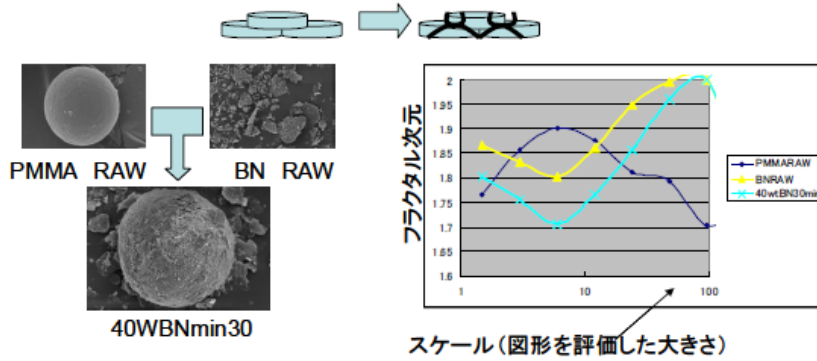 PMMA RAW
BN RAW
40WBNmin30
フラクタル次元
2
1.95
1.9
1.85
1.8
1.75
1.7
1.65
1.6
1
10
100
PMMARAW
BNRAW
40wtBN30min
スケール(図形を評価した大きさ)